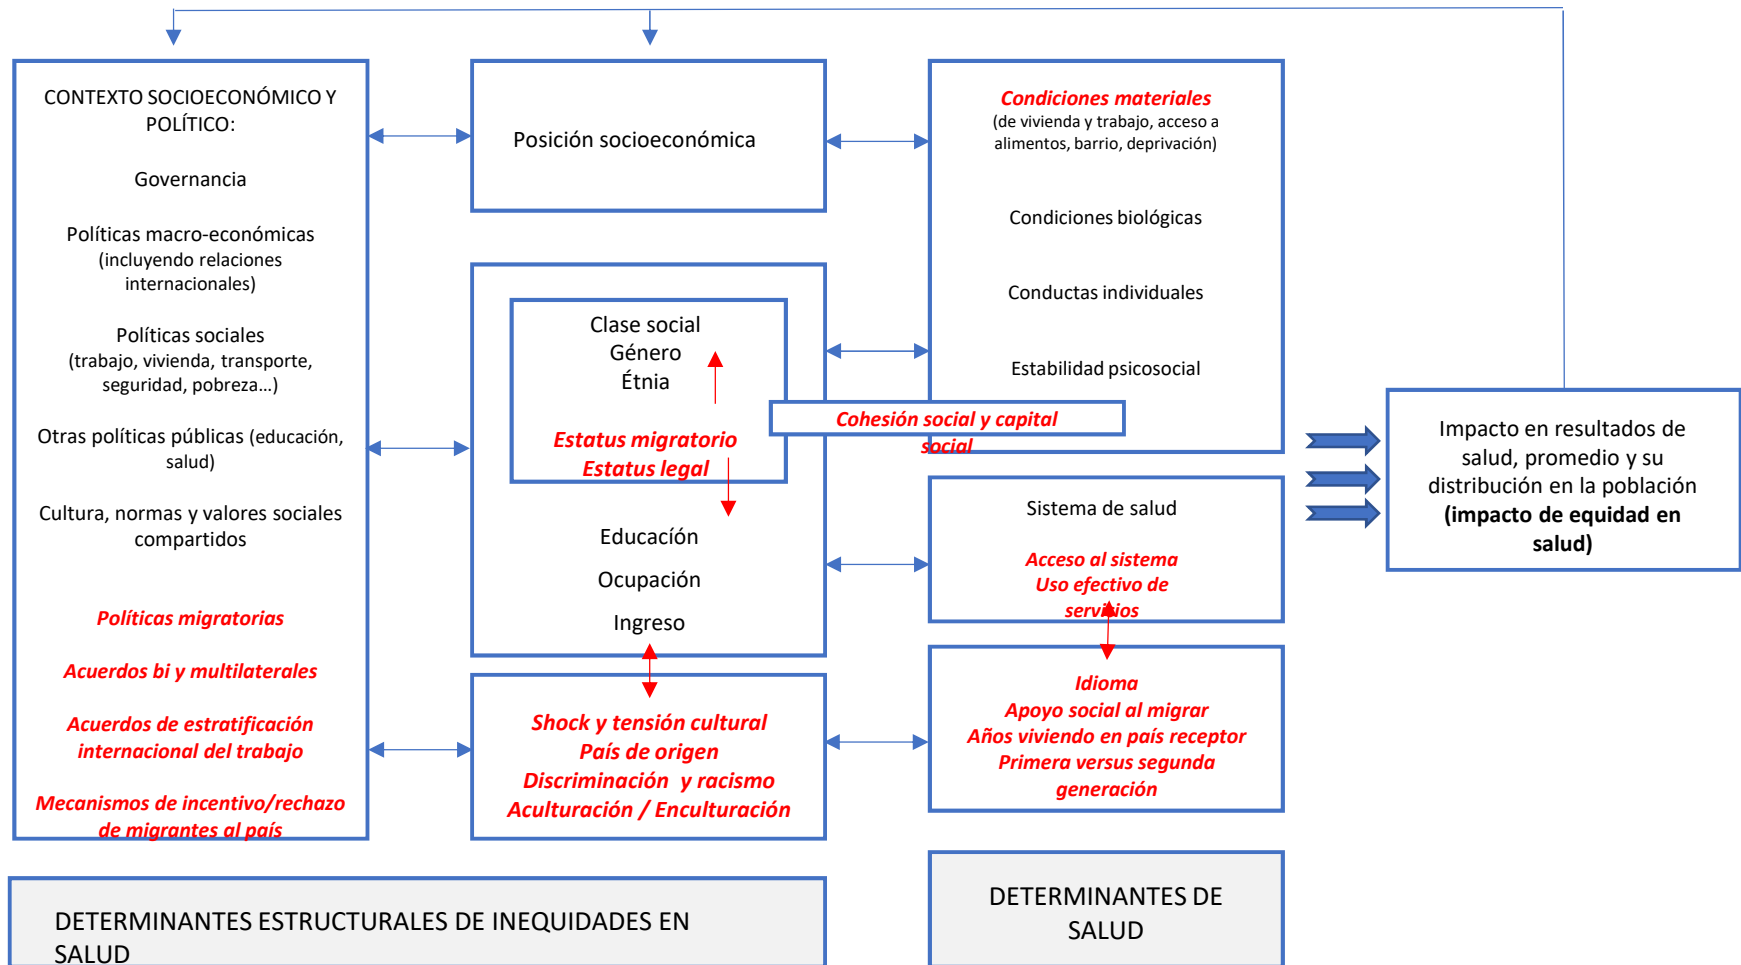 CONTEXTO SOCIOECONÓMICO Y
POLÍTICO:
Governancia
Políticas macro-económicas
(incluyendo relaciones
internacionales)
Políticas sociales
(trabajo, vivienda, transporte,
seguridad, pobreza...)
Otras políticas públicas (educación,
salud)
Cultura, normas y valores sociales
compartidos
Políticas migratorias
Acuerdos bi y multilaterales
Acuerdos de estratificación
internacional del trabajo
Mecanismos de incentivo/rechazo
de migrantes al país
Posición socioeconómica
Clase social
Género
Étnia
Estatus migratorio
Estatus legal
Educación
Ocupación
Ingreso
Shock y tensión cultural
País de origen
Discriminación y racismo
Aculturación / Enculturación
Condiciones materiales
(de vivienda y trabajo, acceso a
alimentos, barrio, deprivación)
Condiciones biológicas
Conductas individuales
Estabilidad psicosocial
Cohesión social y capital
social
Sistema de salud
Acceso al sistema
Uso efectivo de
servicios
Idioma
Apoyo social al migrar
Años viviendo en país receptor
Primera versus segunda
generación
Impacto en resultados de
salud, promedio y su
distribución en la población
(impacto de equidad en
salud)
DETERMINANTES ESTRUCTURALES DE INEQUIDADES EN
SALUD
DETERMINANTES DE
SALUD